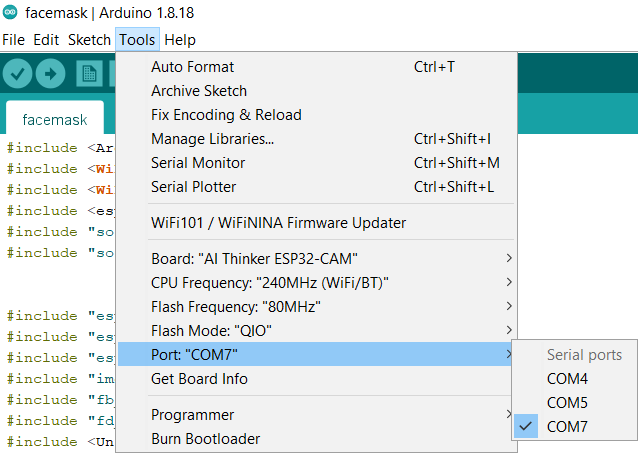 facemask | Arduino 1.8.18
File Edit Sketch Tools Help
facemask
Auto Format Ctrl+T
Archive Sketch
Fix Encoding & Reload
Manage Libraries... Ctrl+Shift+I
Serial Monitor Ctrl+Shift+M
Serial Plotter Ctrl+Shift+L
WiFi101 / WiFiNINA Firmware Updater
Board: "AI Thinker ESP32-CAM"
CPU Frequency: "240MHz (WiFi/BT)"
Flash Frequency: "80MHz"
Flash Mode: "QIO"
Port: "COM7"
Get Board Info
Programmer
Burn Bootloader
Serial ports
COM4
COM5
COM7
#include <Ar
#include <Wi
#include <Wi
#include <esp
#include "so
#include "so
#include "esp
#include "esp
#include "esp
#include "im
#include "fb
#include "fd
#include <Un